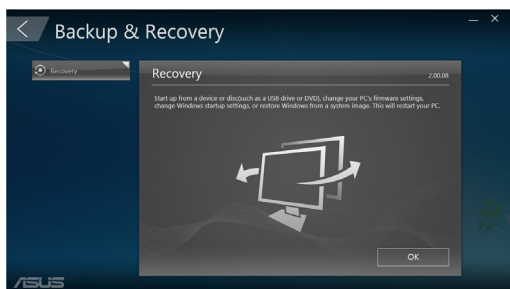 Backup & Recovery
Recovery
Recovery
2.00.08
Start up from a device or disc(such as a USB drive or DVD), change your PC's firmware settings,
change Windows startup settings, or restore Windows from a system image. This will restart your PC.
OK
ASUS